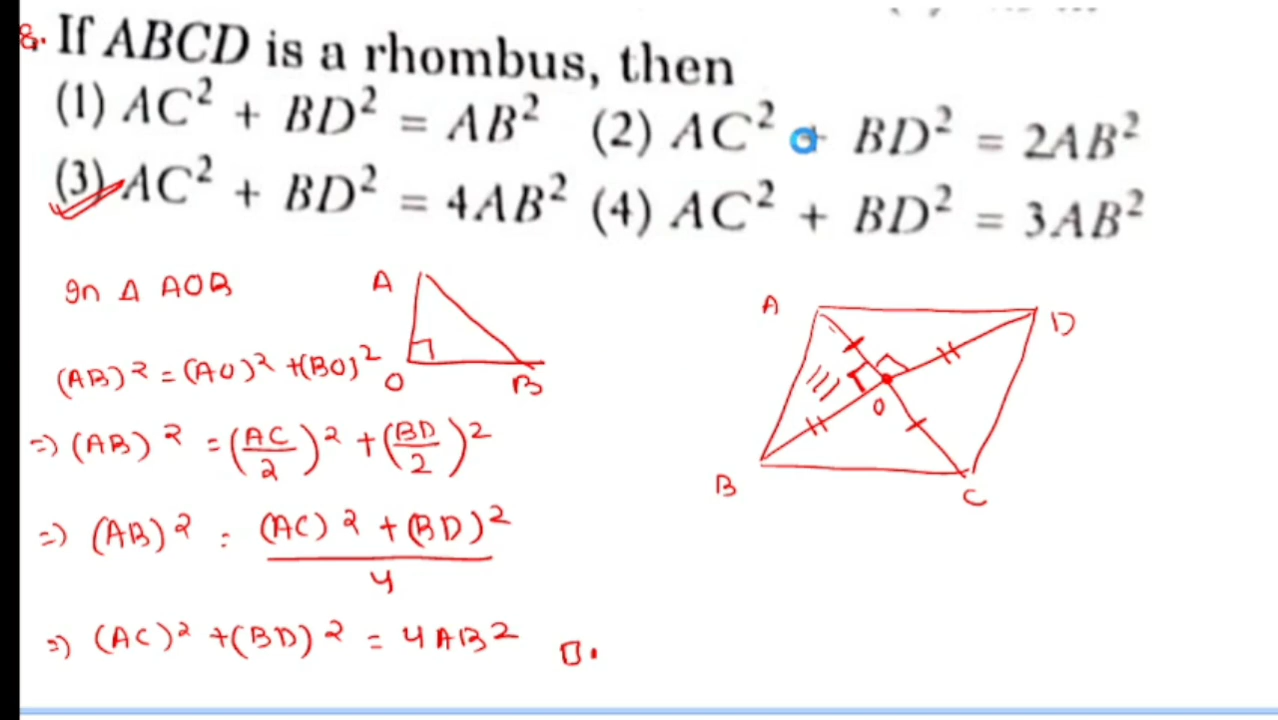 8. If ABCD is a rhombus, then
(1) AC² + BD² = AB² (2) AC² + BD² = 2AB²
(3) AC² + BD² = 4AB² (4) AC² + BD² = 3AB²
In Δ AOB
A
O
B
(AB)² = (AO)² + (BO)²
=) (AB)² = (AC/2)² + (BD/2)²
=) (AB)² = (AC)² + (BD)²
4
=) (AC)² + (BD)² = 4AB²
A
D
O
B
C